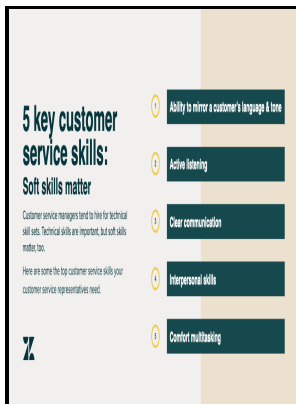 5 key customer
service skills:
Soft skills matter
Customer service managers tend to hire for technical
skill sets. Technical skills are important, but soft skills
matter, too.
Here are some the top customer service skills your
customer service representatives need.
1 Ability to mirror a customer's language & tone
2 Active listening
3 Clear communication
4 Interpersonal skills
5 Comfort multitasking